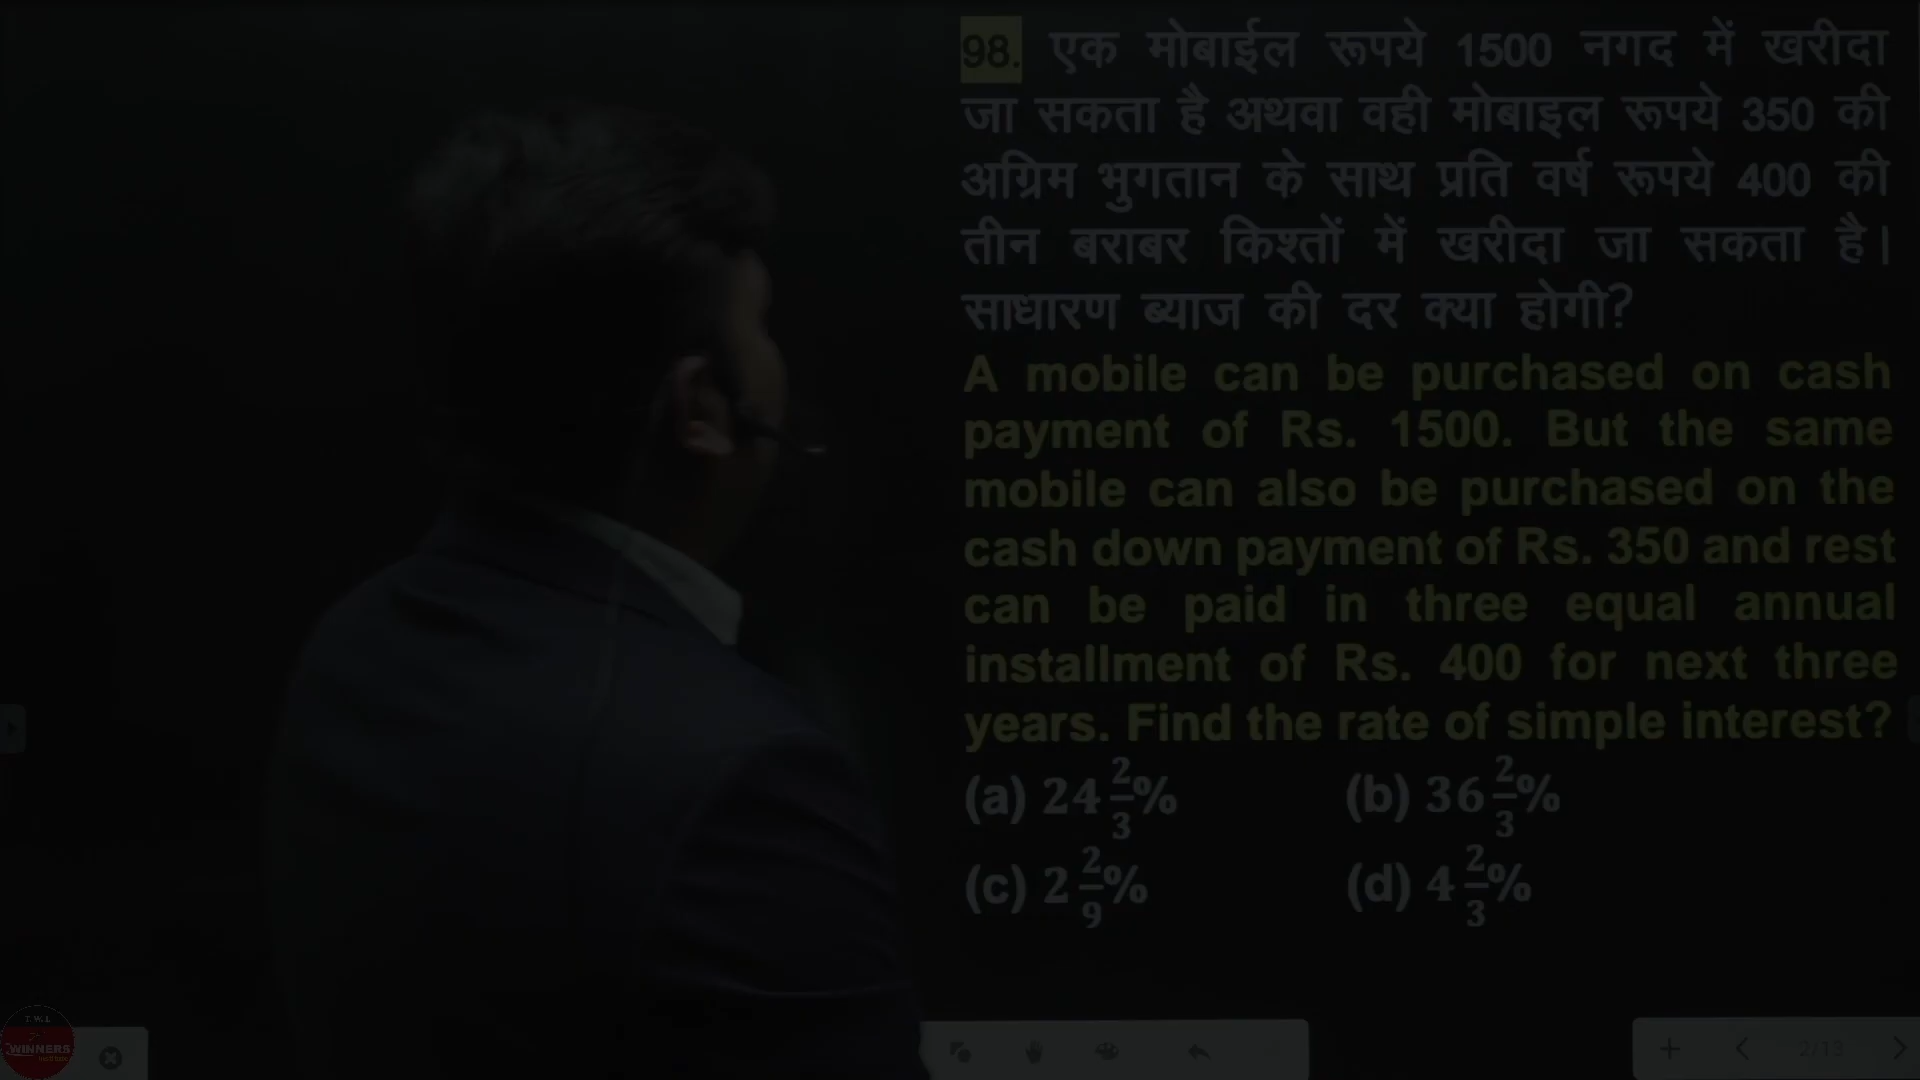 98. एक मोबाईल रूपये 1500 नगद में खरीदा
जा सकता है अथवा वही मोबाइल रूपये 350 की
अग्रिम भुगतान के साथ प्रति वर्ष रूपये 400 की
तीन बराबर किश्तों में खरीदा जा सकता है।
साधारण ब्याज की दर क्या होगी?
A mobile can be purchased on cash
payment of Rs. 1500. But the same
mobile can also be purchased on the
cash down payment of Rs. 350 and rest
can be paid in three equal annual
installment of Rs. 400 for next three
years. Find the rate of simple interest?
(a) 24 2/3% (b) 36 2/3%
(c) 2 2/9% (d) 4 2/3%
T.W.I.
WINNERS
2/13